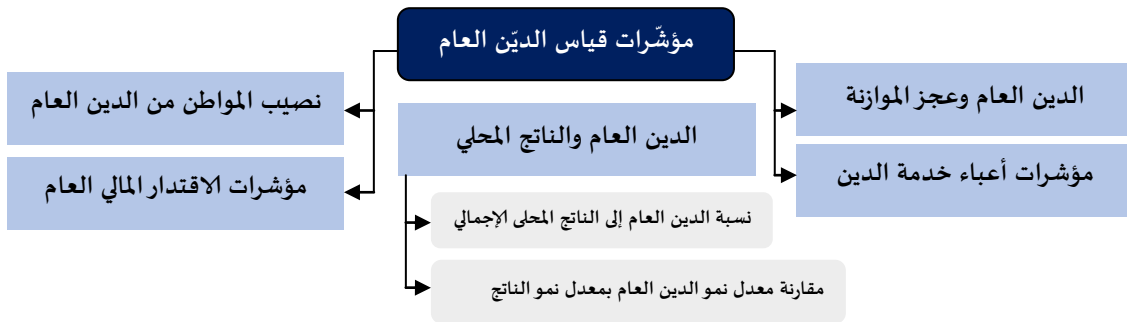 مؤشّرات قياس الديّن العام
الدين العام وعجز الموازنة
نصيب المواطن من الدين العام
الدين العام والناتج المحلي
مؤشرات أعباء خدمة الدين
مؤشرات الاقتدار المالي العام
نسبة الدين العام إلى الناتج المحلى الإجمالي
مقارنة معدل نمو الدين العام بمعدل نمو الناتج